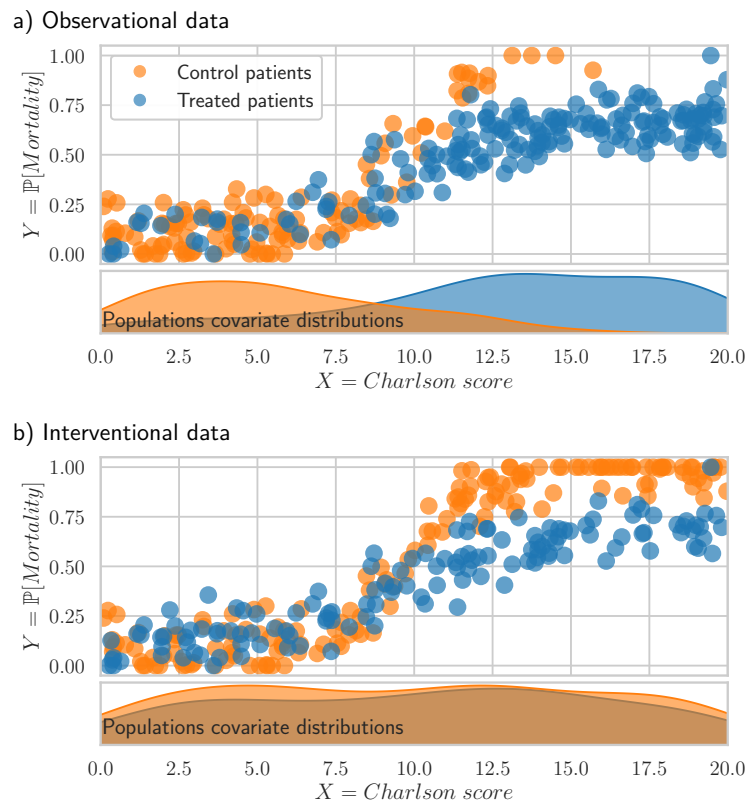 a) Observational data
Y = ℙ[Mortality]
1.00
0.75
0.50
0.25
0.00
Control patients
Treated patients
Populations covariate distributions
0.0 2.5 5.0 7.5 10.0 12.5 15.0 17.5 20.0
X = Charlson score
b) Interventional data
Y = ℙ[Mortality]
1.00
0.75
0.50
0.25
0.00
Populations covariate distributions
0.0 2.5 5.0 7.5 10.0 12.5 15.0 17.5 20.0
X = Charlson score